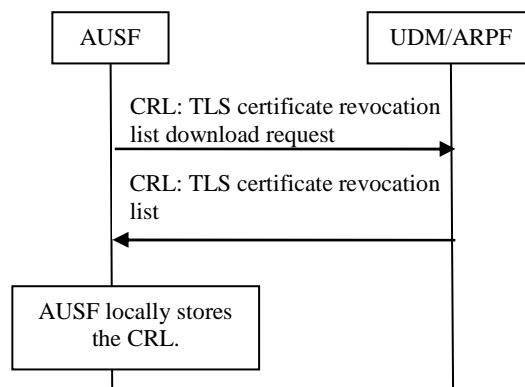 AUSF
UDM/ARPF
CRL: TLS certificate revocation
list download request
CRL: TLS certificate revocation
list
AUSF locally stores
the CRL.